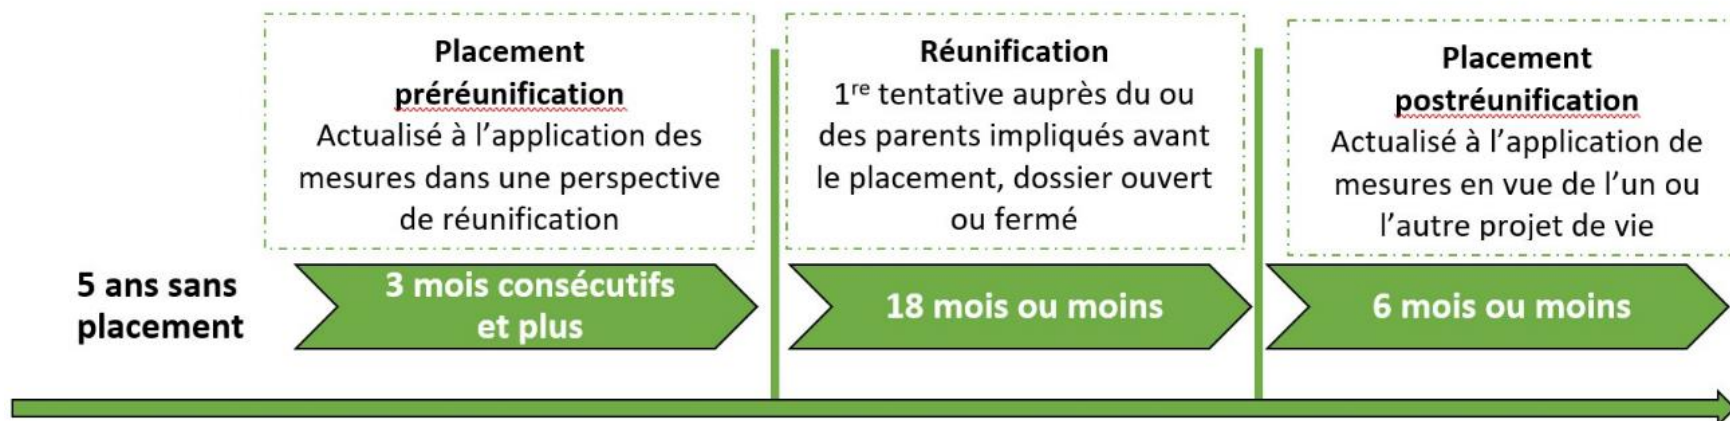 Placement
préréunification
Actualisé à l’application des
mesures dans une perspective
de réunification
Réunification
1re tentative auprès du ou
des parents impliqués avant
le placement, dossier ouvert
ou fermé
Placement
postréunification
Actualisé à l’application de
mesures en vue de l’un ou
l’autre projet de vie
5 ans sans
placement
3 mois consécutifs
et plus
18 mois ou moins
6 mois ou moins